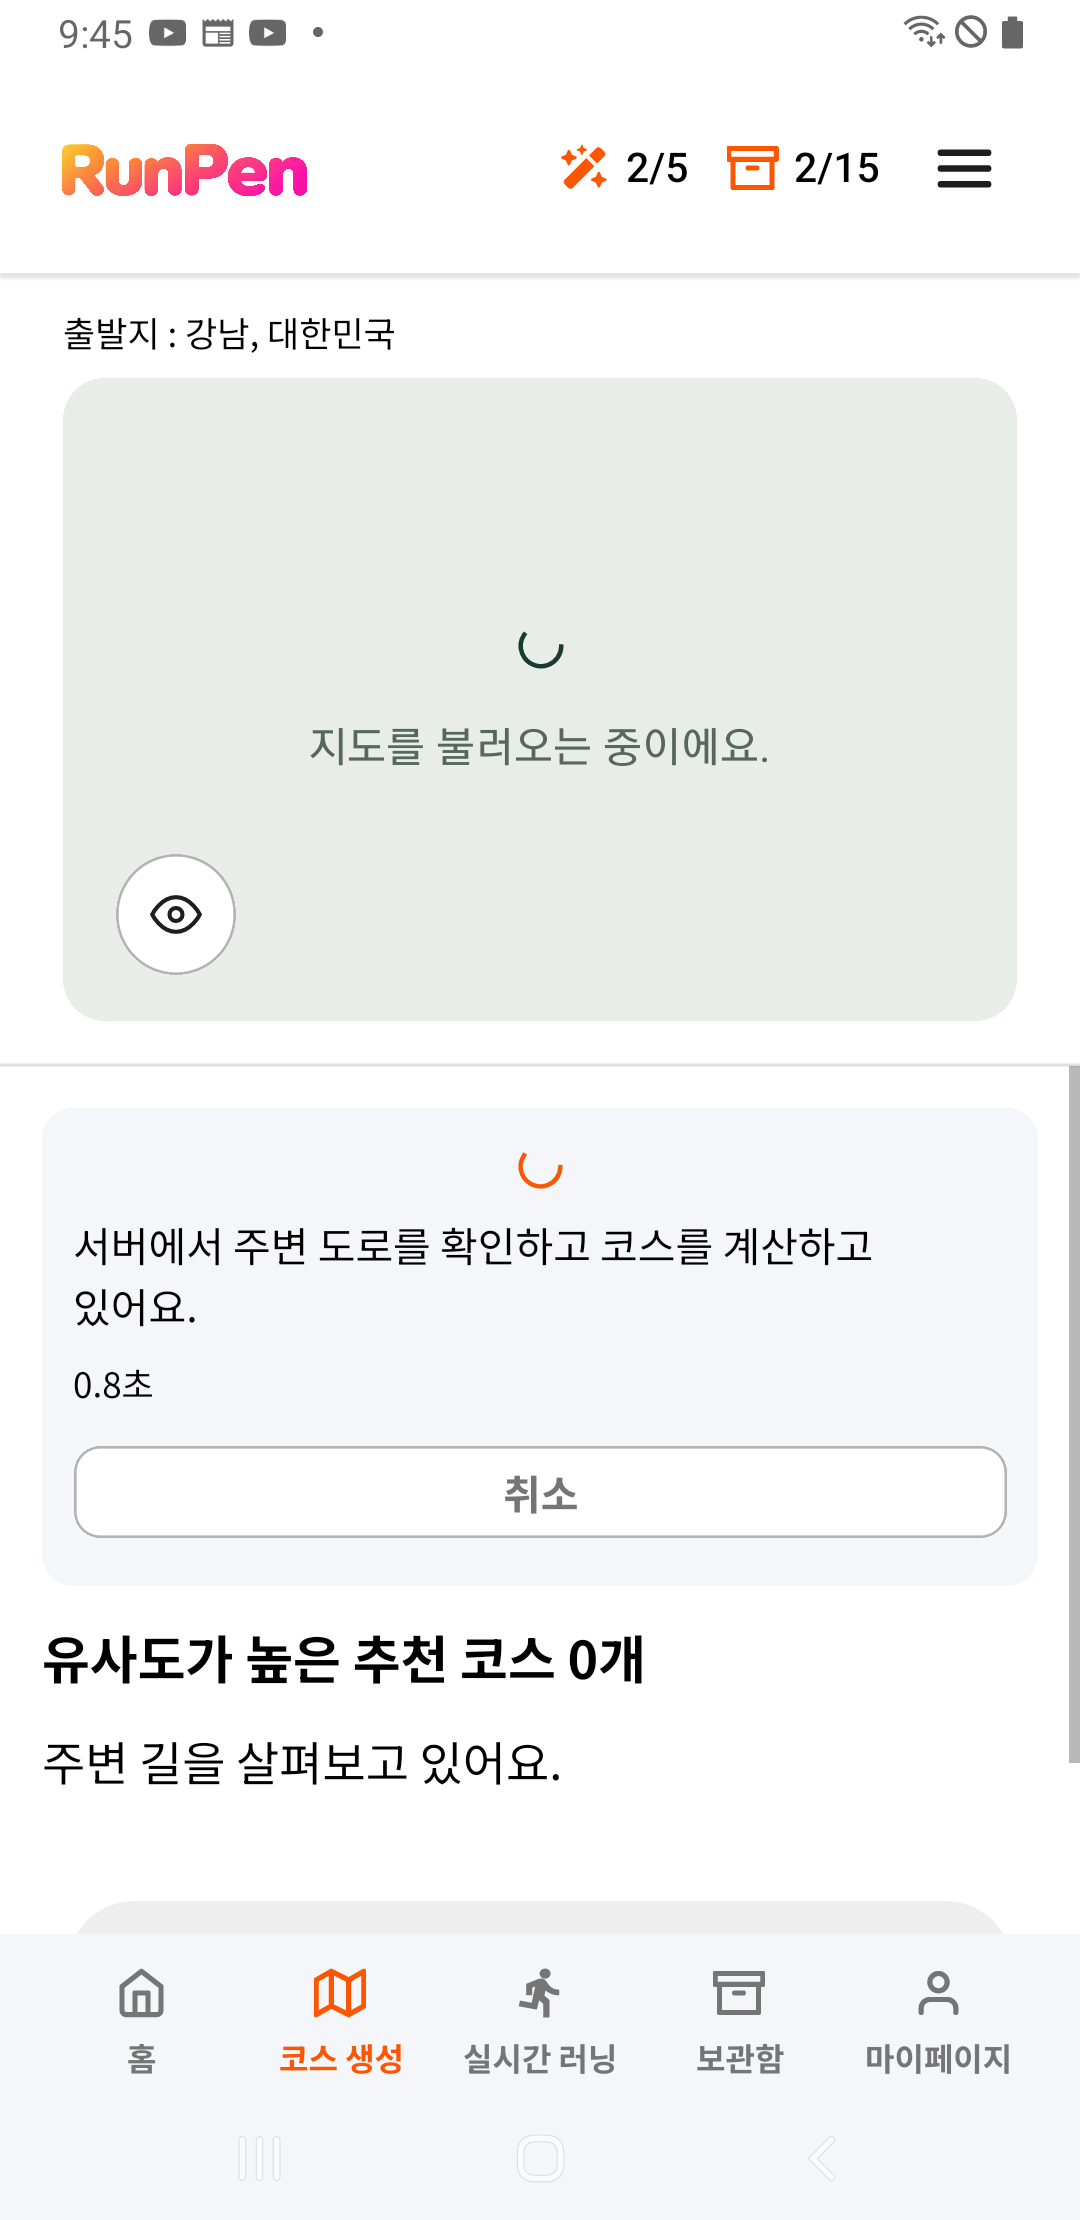 9:45
RunPen
2/5
2/15
출발지 : 강남, 대한민국
지도를 불러오는 중이에요.
서버에서 주변 도로를 확인하고 코스를 계산하고
있어요.
0.8초
취소
유사도가 높은 추천 코스 0개
주변 길을 살펴보고 있어요.
홈
코스 생성
실시간 러닝
보관함
마이페이지